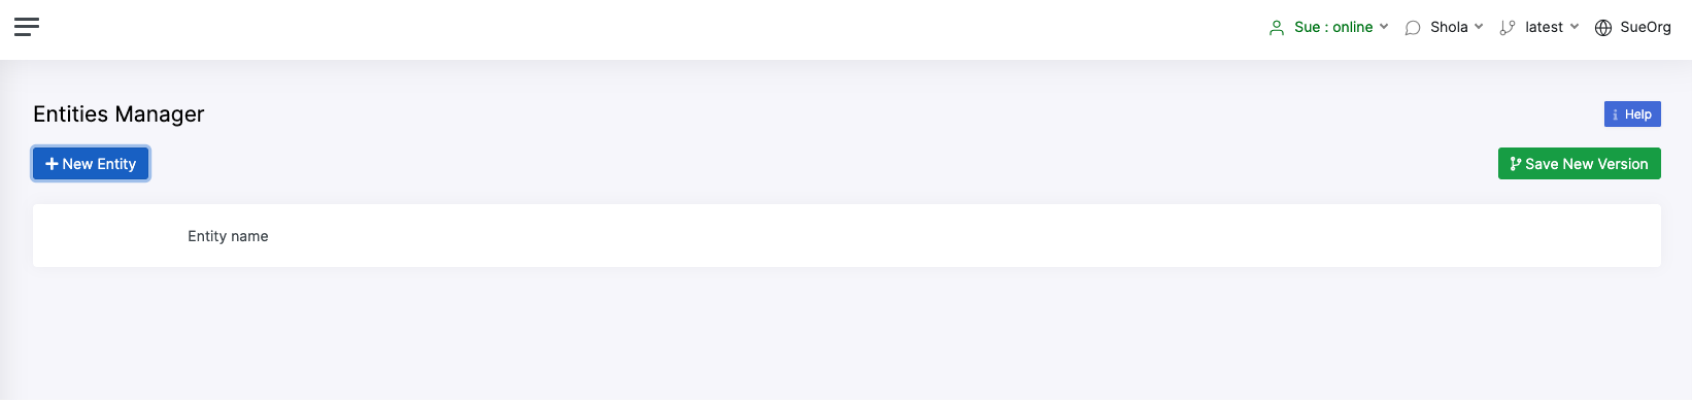 Sue : online Shola latest SueOrg
Entities Manager
Help
New Entity
Save New Version
Entity name